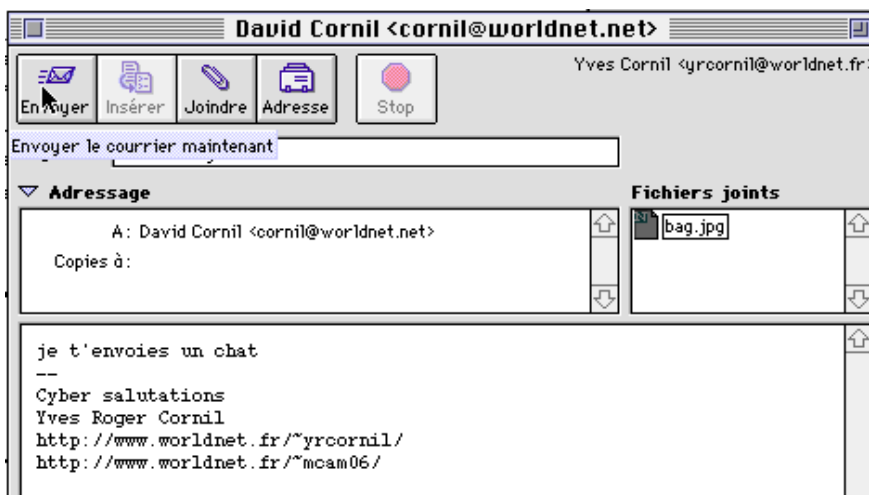 David Cornil <cornil@worldnet.net>
Yves Cornil <yrcornil@worldnet.fr>
Envoyer Insérer Joindre Adresse Stop
Envoyer le courrier maintenant
Adressage
Fichiers joints
A: David Cornil <cornil@worldnet.net>
bag.jpg
Copies à:
je t'envoies un chat
--
Cyber salutations
Yves Roger Cornil
http://www.worldnet.fr/~yrcornil/
http://www.worldnet.fr/~mcam06/